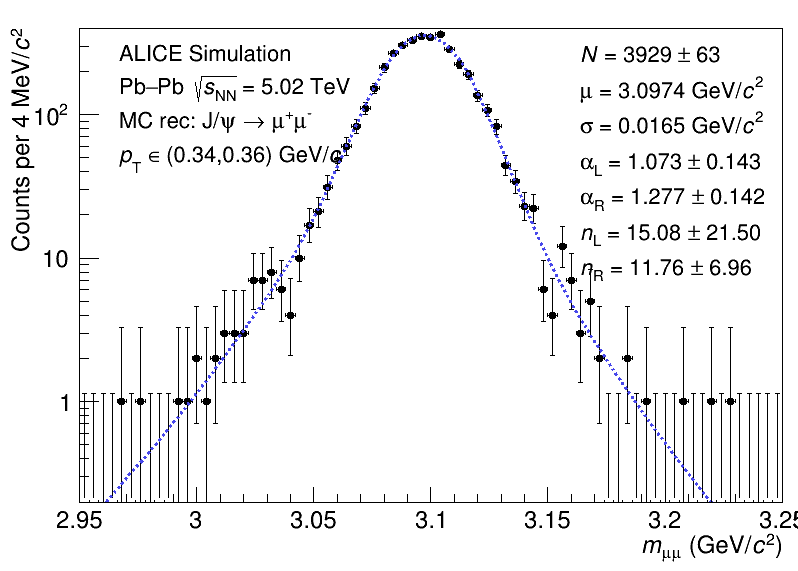 Counts per 4 MeV/c²
ALICE Simulation
Pb–Pb √sNN = 5.02 TeV
MC rec: J/ψ → μ⁺μ⁻
pT ∈ (0.34,0.36) GeV/c
N = 3929 ± 63
μ = 3.0974 GeV/c²
σ = 0.0165 GeV/c²
αL = 1.073 ± 0.143
αR = 1.277 ± 0.142
nL = 15.08 ± 21.50
nR = 11.76 ± 6.96
10²
10
1
2.95 3 3.05 3.1 3.15 3.2 3.25
mμμ (GeV/c²)